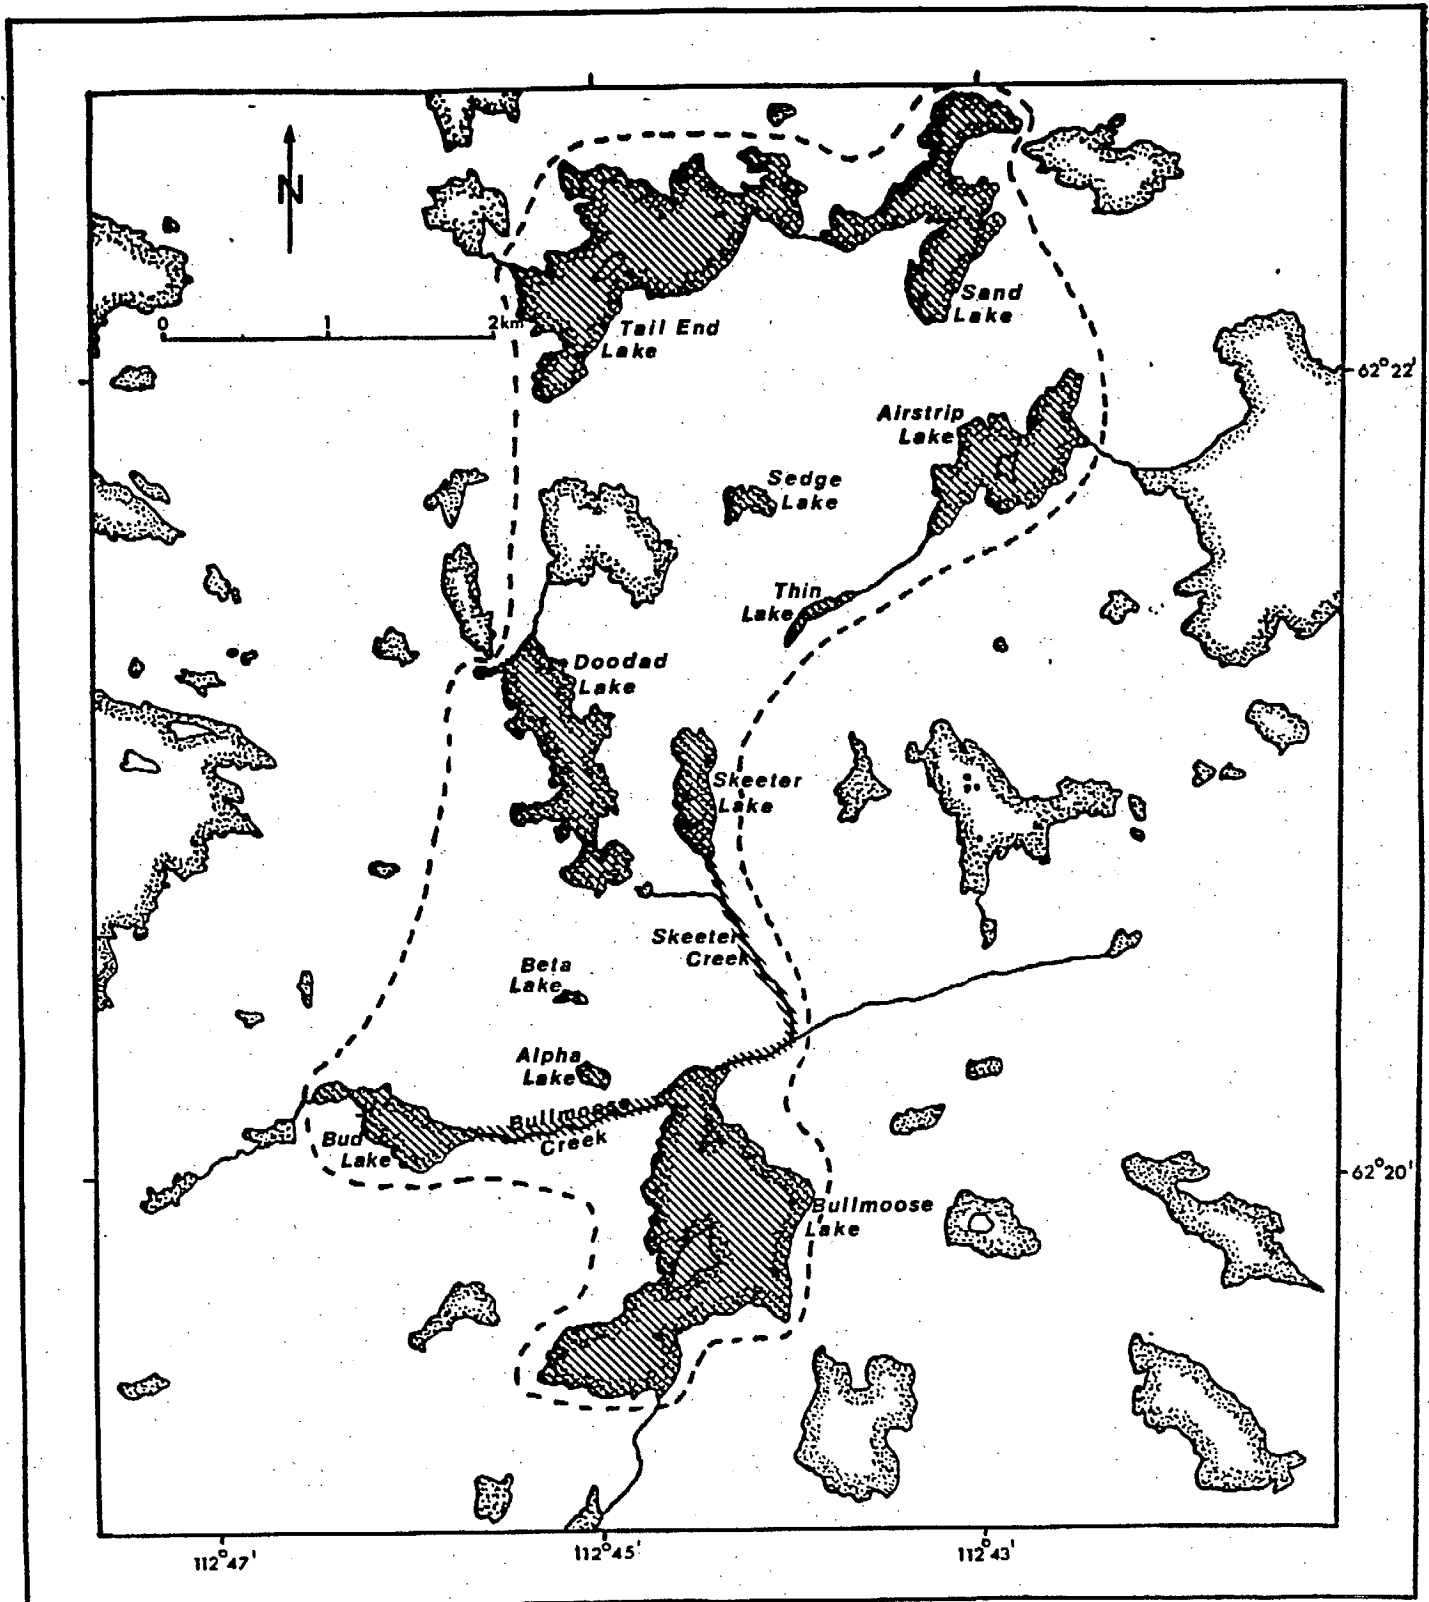 N
0 1 2km
Tail End
Lake
Sand
Lake
62°22'
Airstrip
Lake
Sedge
Lake
Thin
Lake
Doodad
Lake
Skeeter
Lake
Skeeter
Creek
Beta
Lake
Alpha
Lake
Bullmoose
Creek
Bud
Lake
62°20'
Bullmoose
Lake
112°47' 112°45' 112°43'